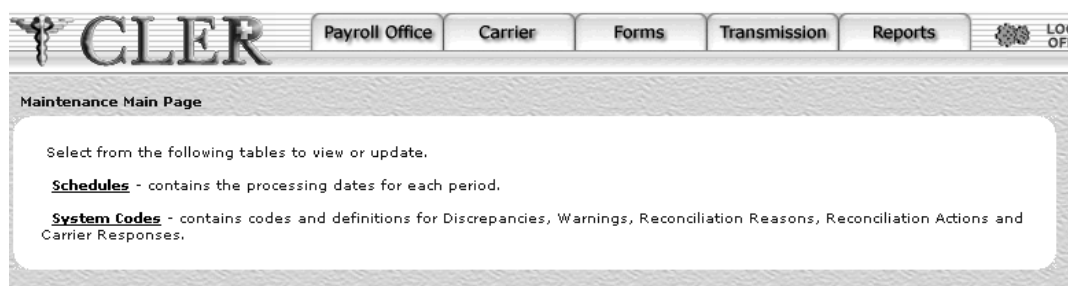 CLER
Payroll Office
Carrier
Forms
Transmission
Reports
Maintenance Main Page
Select from the following tables to view or update.
Schedules - contains the processing dates for each period.
System Codes - contains codes and definitions for Discrepancies, Warnings, Reconciliation Reasons, Reconciliation Actions and
Carrier Responses.